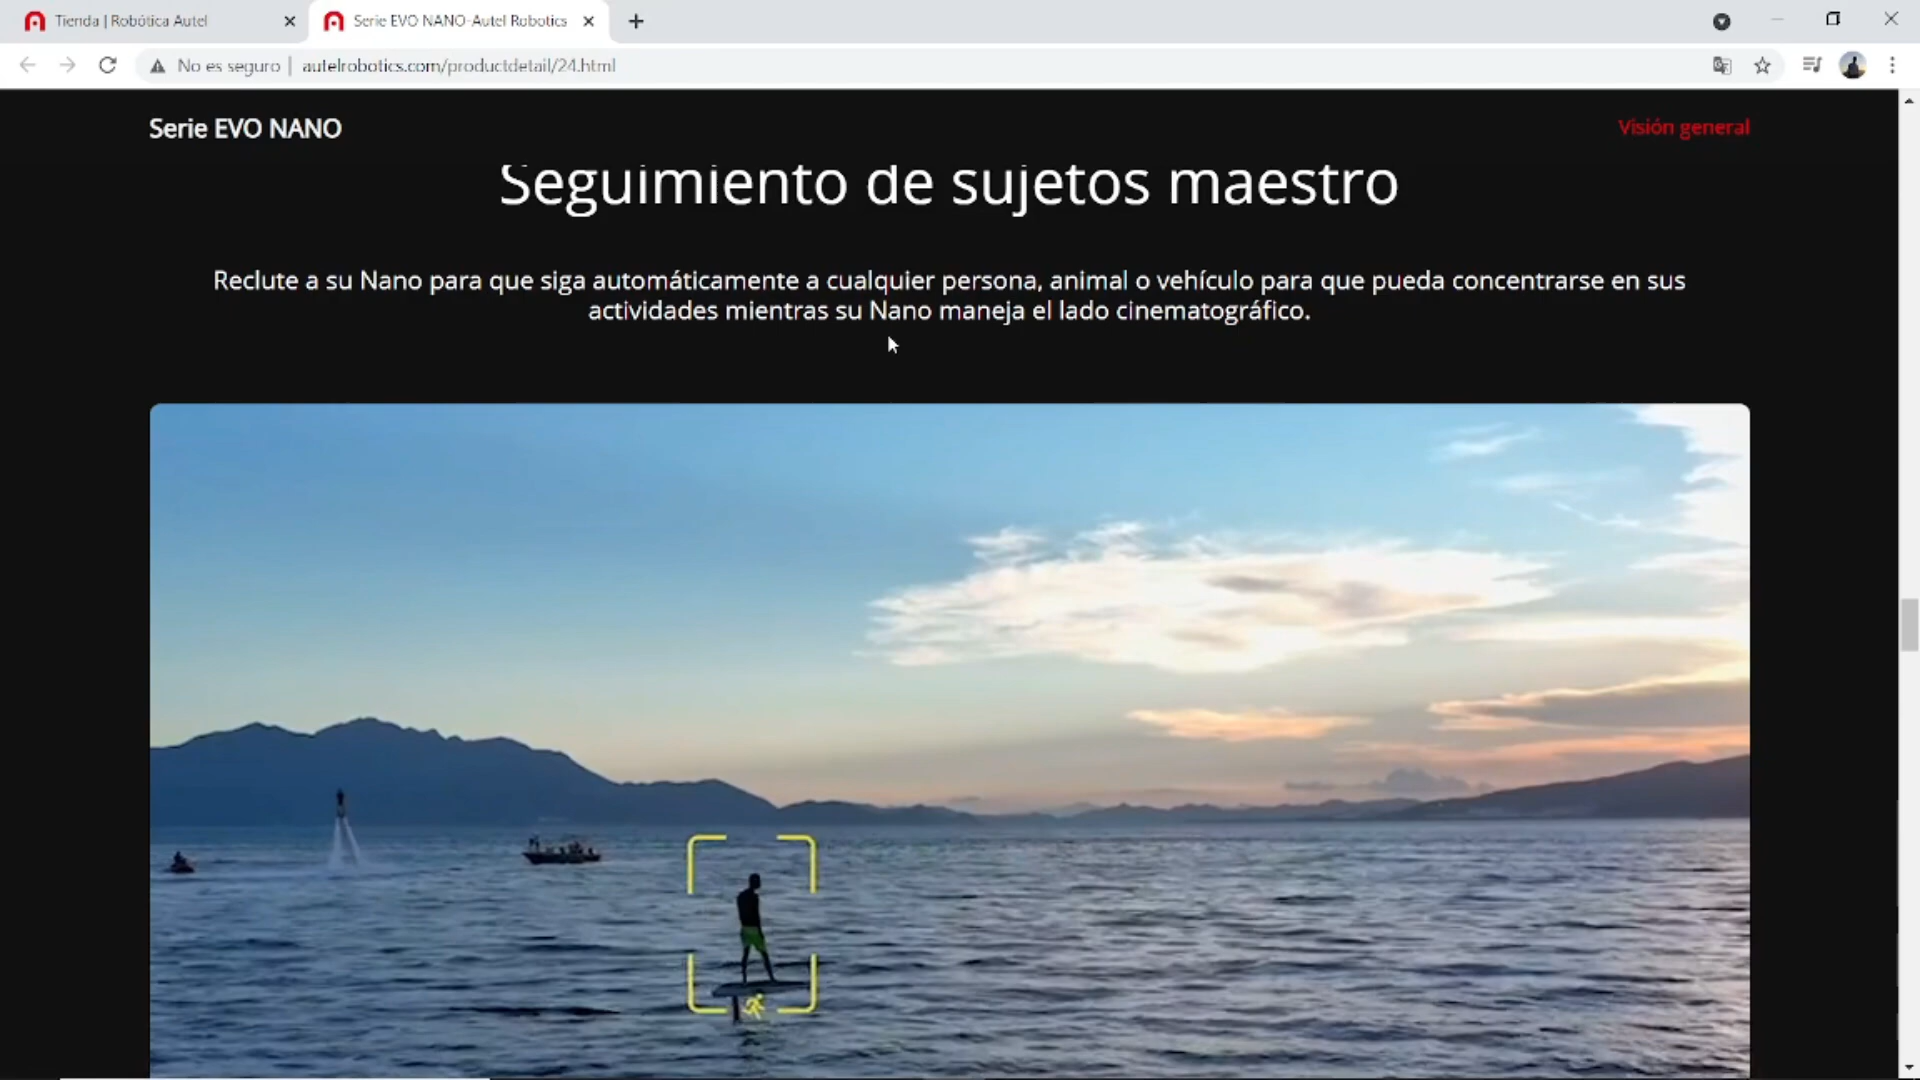 Tienda | Robótica Autel
Serie EVO NANO-Autel Robotics
No es seguro | autelrobotics.com/productdetail/24.html
Serie EVO NANO
Visión general
Seguimiento de sujetos maestro
Reclute a su Nano para que siga automáticamente a cualquier persona, animal o vehículo para que pueda concentrarse en sus
actividades mientras su Nano maneja el lado cinematográfico.